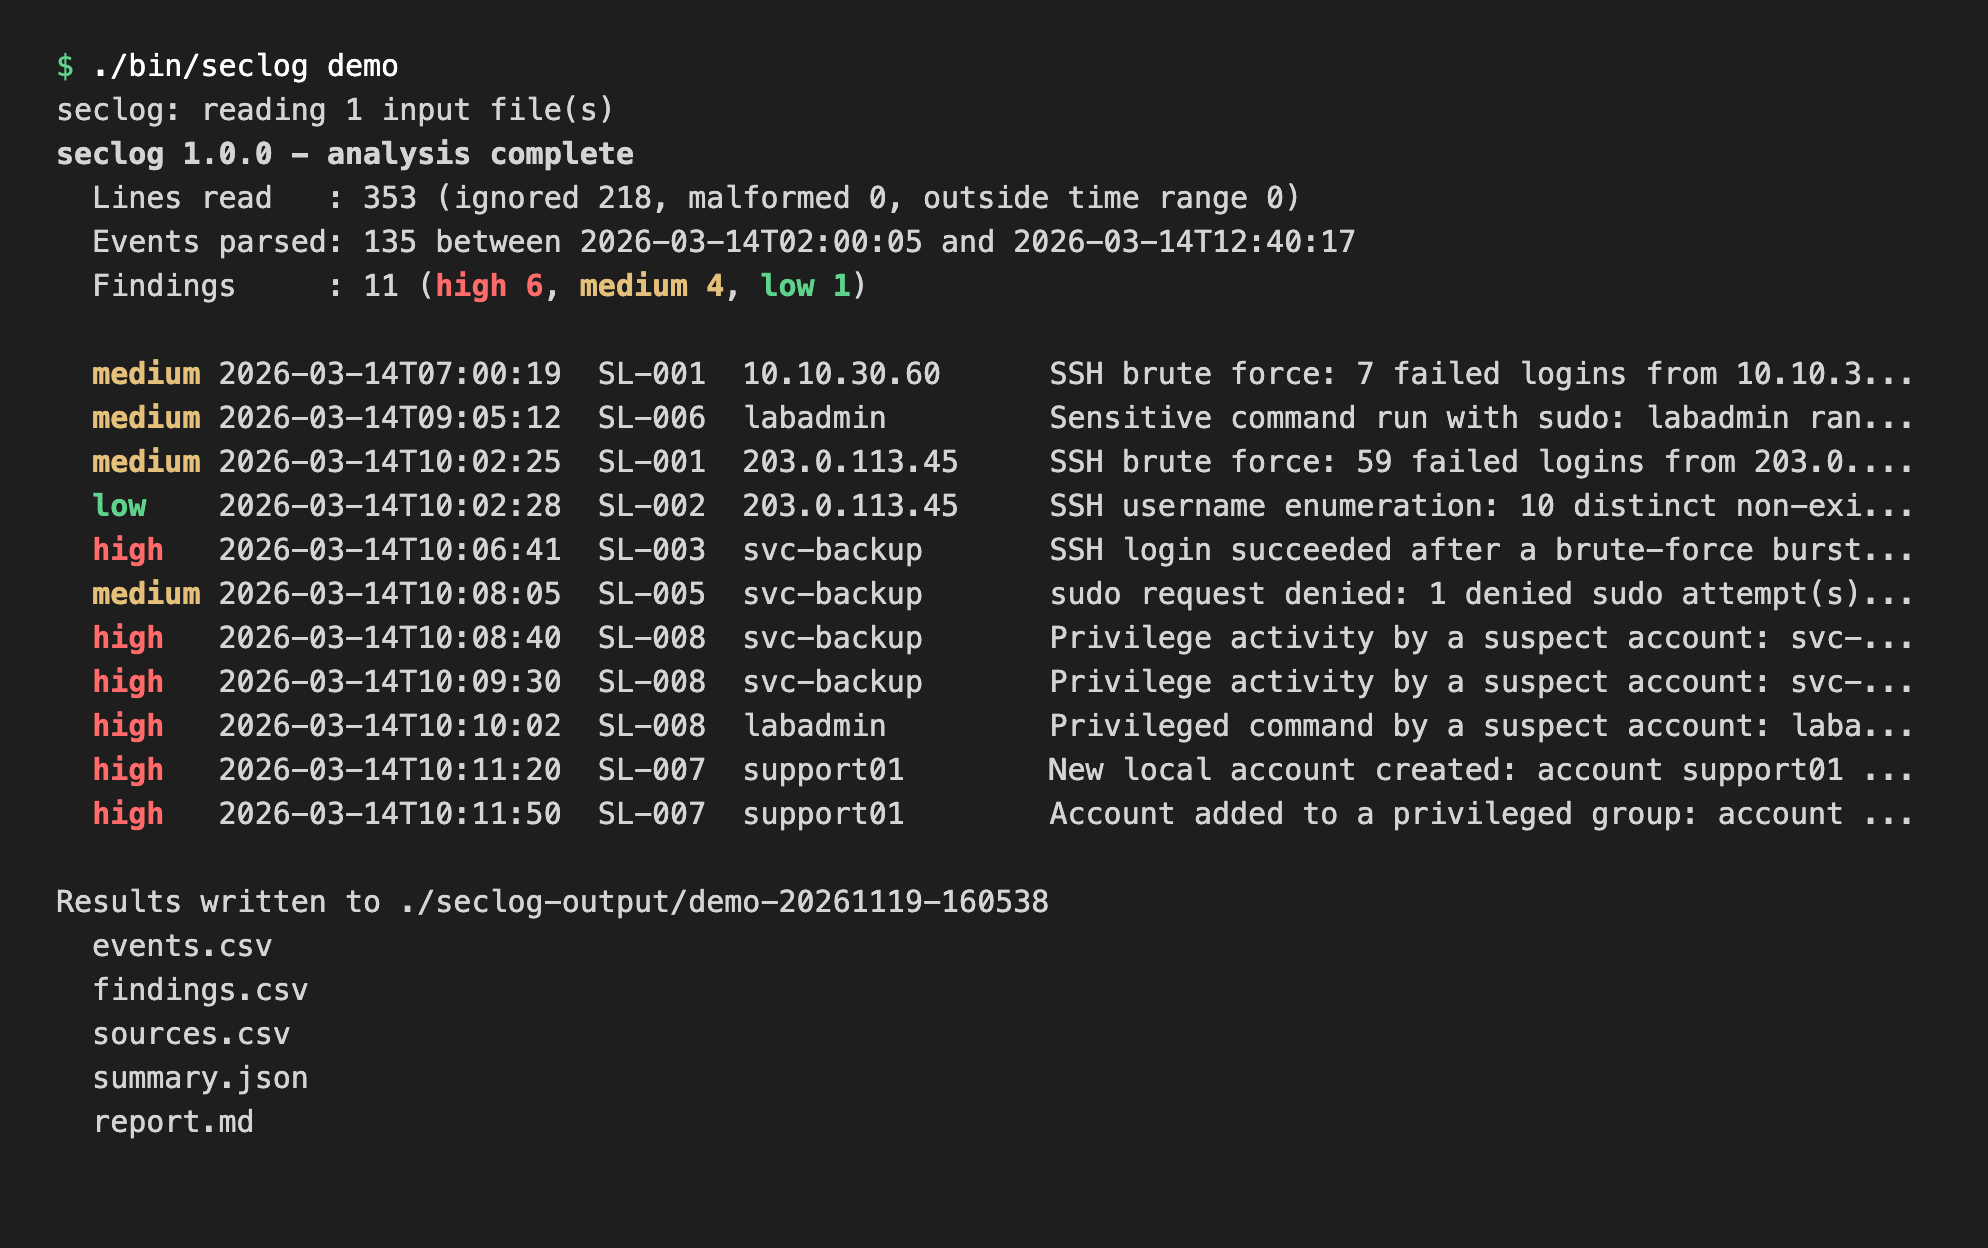 $ ./bin/seclog demo
seclog: reading 1 input file(s)
seclog 1.0.0 – analysis complete
  Lines read   : 353 (ignored 218, malformed 0, outside time range 0)
  Events parsed: 135 between 2026-03-14T02:00:05 and 2026-03-14T12:40:17
  Findings     : 11 (high 6, medium 4, low 1)

  medium 2026-03-14T07:00:19  SL-001  10.10.30.60      SSH brute force: 7 failed logins from 10.10.3...
  medium 2026-03-14T09:05:12  SL-006  labadmin         Sensitive command run with sudo: labadmin ran...
  medium 2026-03-14T10:02:25  SL-001  203.0.113.45     SSH brute force: 59 failed logins from 203.0....
  low    2026-03-14T10:02:28  SL-002  203.0.113.45     SSH username enumeration: 10 distinct non-exi...
  high   2026-03-14T10:06:41  SL-003  svc-backup       SSH login succeeded after a brute-force burst...
  medium 2026-03-14T10:08:05  SL-005  svc-backup       sudo request denied: 1 denied sudo attempt(s)...
  high   2026-03-14T10:08:40  SL-008  svc-backup       Privilege activity by a suspect account: svc-...
  high   2026-03-14T10:09:30  SL-008  svc-backup       Privilege activity by a suspect account: svc-...
  high   2026-03-14T10:10:02  SL-008  labadmin         Privileged command by a suspect account: laba...
  high   2026-03-14T10:11:20  SL-007  support01        New local account created: account support01 ...
  high   2026-03-14T10:11:50  SL-007  support01        Account added to a privileged group: account ...

Results written to ./seclog-output/demo-20261119-160538
  events.csv
  findings.csv
  sources.csv
  summary.json
  report.md